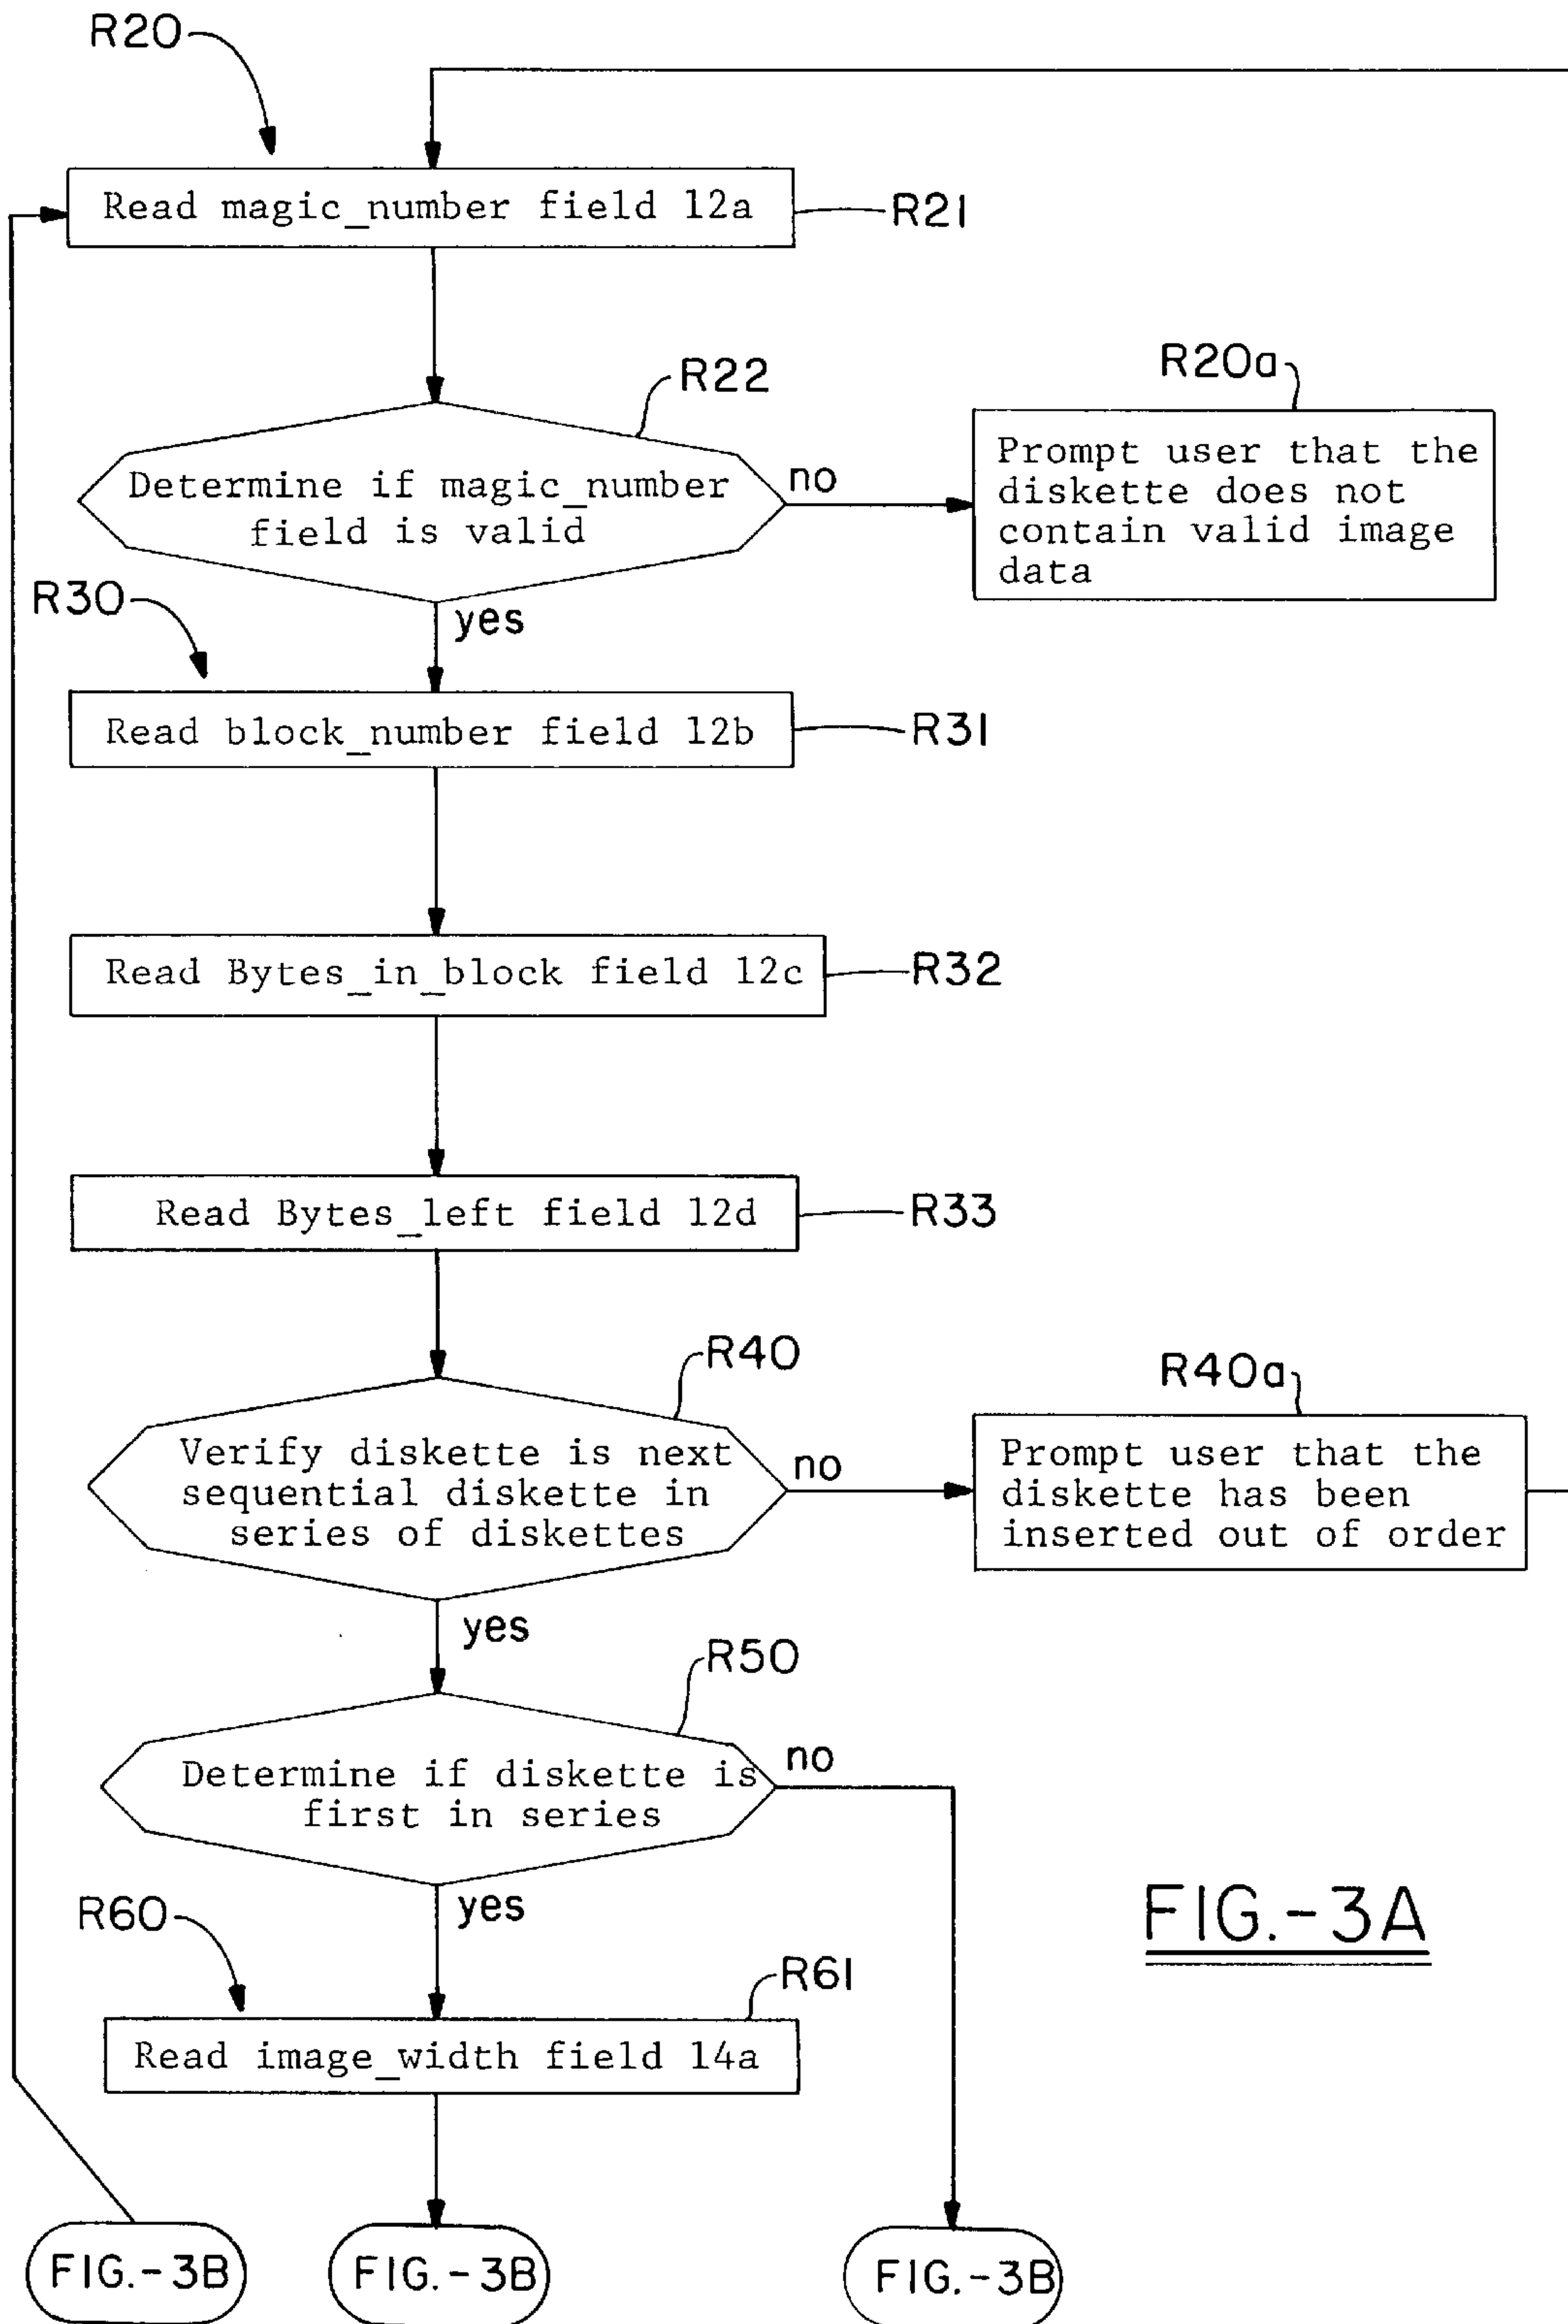 R20
Read magic_number field 12a
R21
R22
Determine if magic_number
field is valid
no
yes
R20a
Prompt user that the
diskette does not
contain valid image
data
R30
Read block_number field 12b
R31
Read Bytes_in_block field 12c
R32
Read Bytes_left field 12d
R33
R40
Verify diskette is next
sequential diskette in
series of diskettes
no
yes
R40a
Prompt user that the
diskette has been
inserted out of order
R50
Determine if diskette is
first in series
no
yes
R60
R61
Read image_width field 14a
FIG.-3A
FIG.-3B
FIG.-3B
FIG.-3B